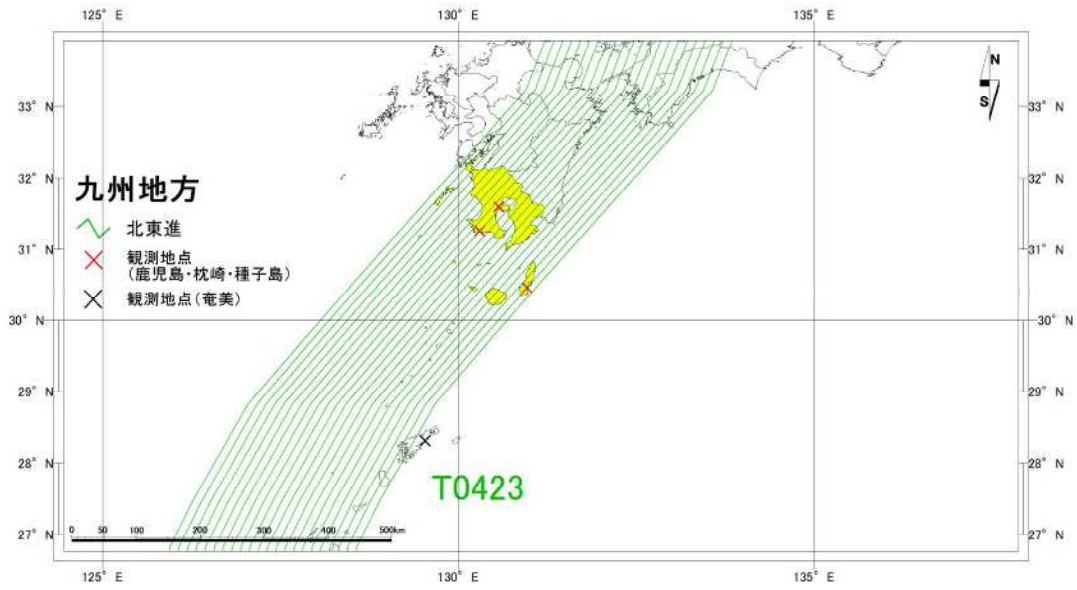 125° E 130° E 135° E
33° N 33° N
32° N 32° N
31° N 31° N
30° N 30° N
29° N 29° N
28° N 28° N
27° N 27° N
N
S
九州地方
北東進
観測地点
(鹿児島・枕崎・種子島)
観測地点(奄美)
T0423
0 50 100 200 300 400 500km
125° E 130° E 135° E